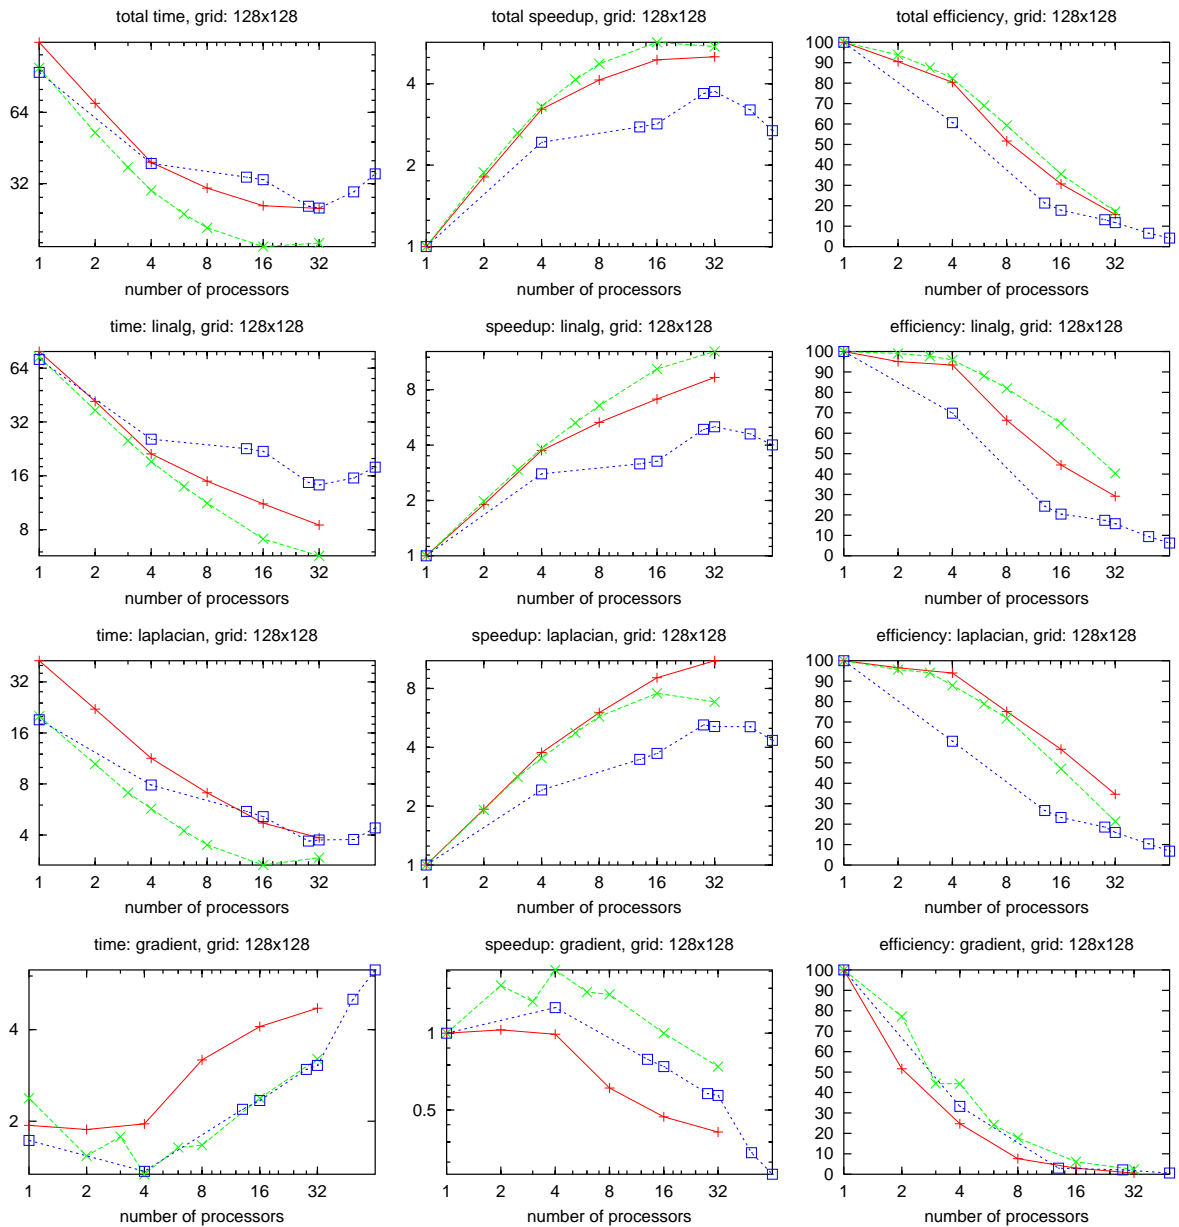 total time, grid: 128x128
64
32
1 2 4 8 16 32
number of processors
total speedup, grid: 128x128
4
2
1
1 2 4 8 16 32
number of processors
total efficiency, grid: 128x128
100
90
80
70
60
50
40
30
20
10
0
1 2 4 8 16 32
number of processors
time: linalg, grid: 128x128
64
32
16
8
1 2 4 8 16 32
number of processors
speedup: linalg, grid: 128x128
8
4
2
1
1 2 4 8 16 32
number of processors
efficiency: linalg, grid: 128x128
100
90
80
70
60
50
40
30
20
10
0
1 2 4 8 16 32
number of processors
time: laplacian, grid: 128x128
32
16
8
4
1 2 4 8 16 32
number of processors
speedup: laplacian, grid: 128x128
8
4
2
1
1 2 4 8 16 32
number of processors
efficiency: laplacian, grid: 128x128
100
90
80
70
60
50
40
30
20
10
0
1 2 4 8 16 32
number of processors
time: gradient, grid: 128x128
4
2
1 2 4 8 16 32
number of processors
speedup: gradient, grid: 128x128
1
0.5
1 2 4 8 16 32
number of processors
efficiency: gradient, grid: 128x128
100
90
80
70
60
50
40
30
20
10
0
1 2 4 8 16 32
number of processors